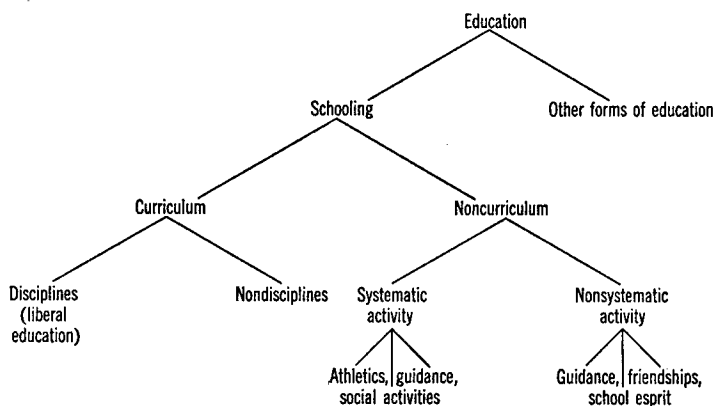 Education
Schooling
Other forms of education
Curriculum
Noncurriculum
Disciplines
(liberal
education)
Nondisciplines
Systematic
activity
Nonsystematic
activity
Athletics, guidance,
social activities
Guidance, friendships,
school esprit